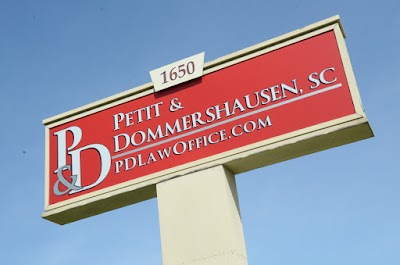 1650
P&D
PETIT &
DOMMERSHAUSEN, SC
PDLAWOFFICE.COM